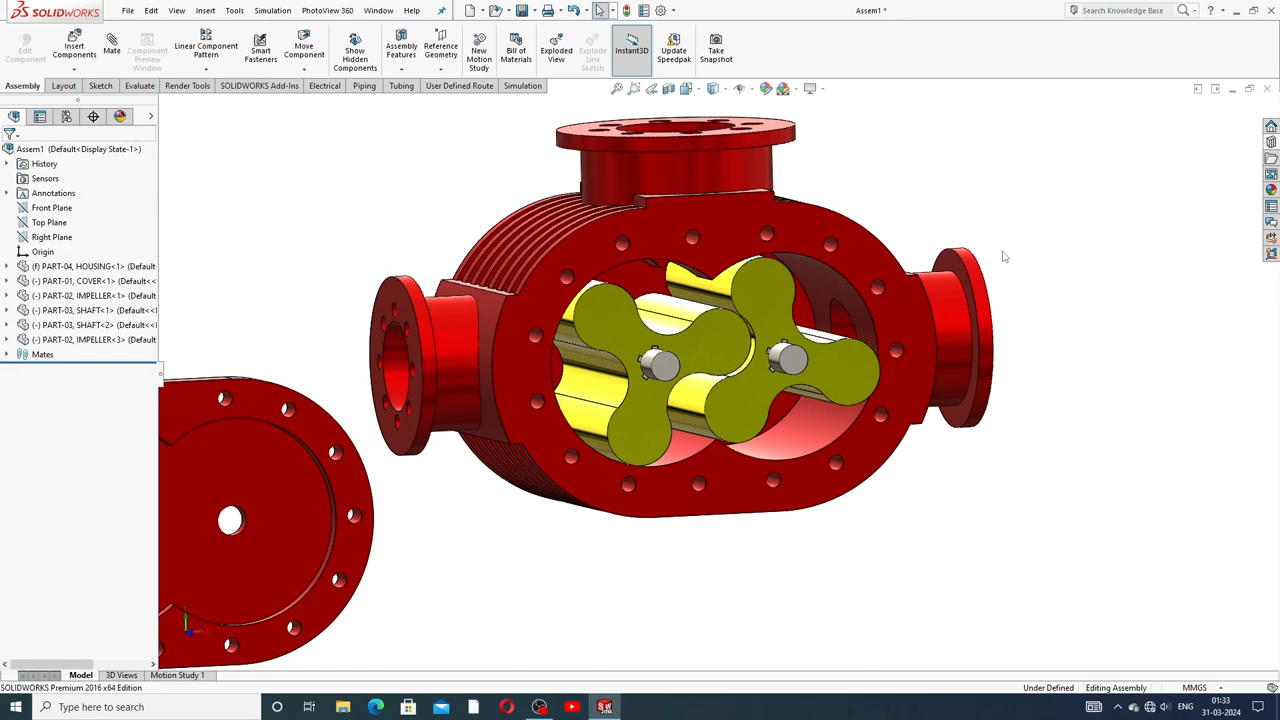 SOLIDWORKS File Edit View Insert Tools Simulation PhotoView 360 Window Help Assem1 * Search Knowledge Base
Edit Component
Insert Components
Mate
Component Preview Window
Linear Component Pattern
Smart Fasteners
Move Component
Show Hidden Components
Assembly Features
Reference Geometry
New Motion Study
Bill of Materials
Exploded View
Explode Line Sketch
Instant3D
Update Speedpak
Take Snapshot
Assembly Layout Sketch Evaluate Render Tools SOLIDWORKS Add-Ins Electrical Piping Tubing User Defined Route Simulation
Assem1 (Default<Display State-1>)
History
Sensors
Annotations
Front Plane
Top Plane
Right Plane
Origin
(f) PART-04, HOUSING<1> (Default
(-) PART-01, COVER<1> (Default<<
(-) PART-02, IMPELLER<1> (Default
(-) PART-03, SHAFT<1> (Default<<I
(-) PART-03, SHAFT<2> (Default<<I
(-) PART-02, IMPELLER<3> (Default
Mates
Model 3D Views Motion Study 1
SOLIDWORKS Premium 2016 x64 Edition Under Defined Editing Assembly MMGS
Type here to search ENG 01:33
31-03-2024